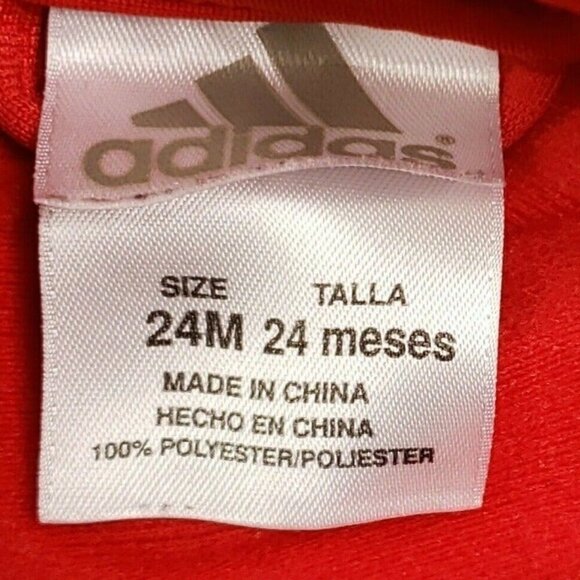 adidas®
SIZE TALLA
24M 24 meses
MADE IN CHINA
HECHO EN CHINA
100% POLYESTER/POLIESTER